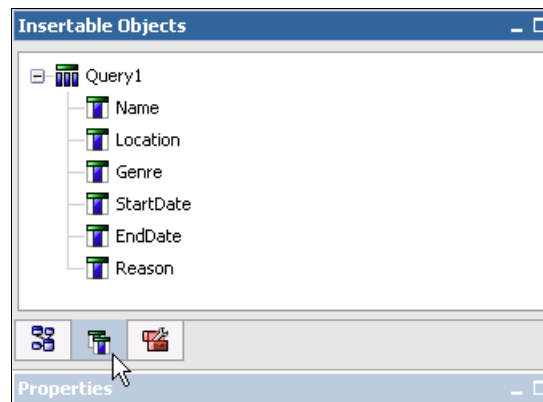 Insertable Objects
Query1
Name
Location
Genre
StartDate
EndDate
Reason
Properties